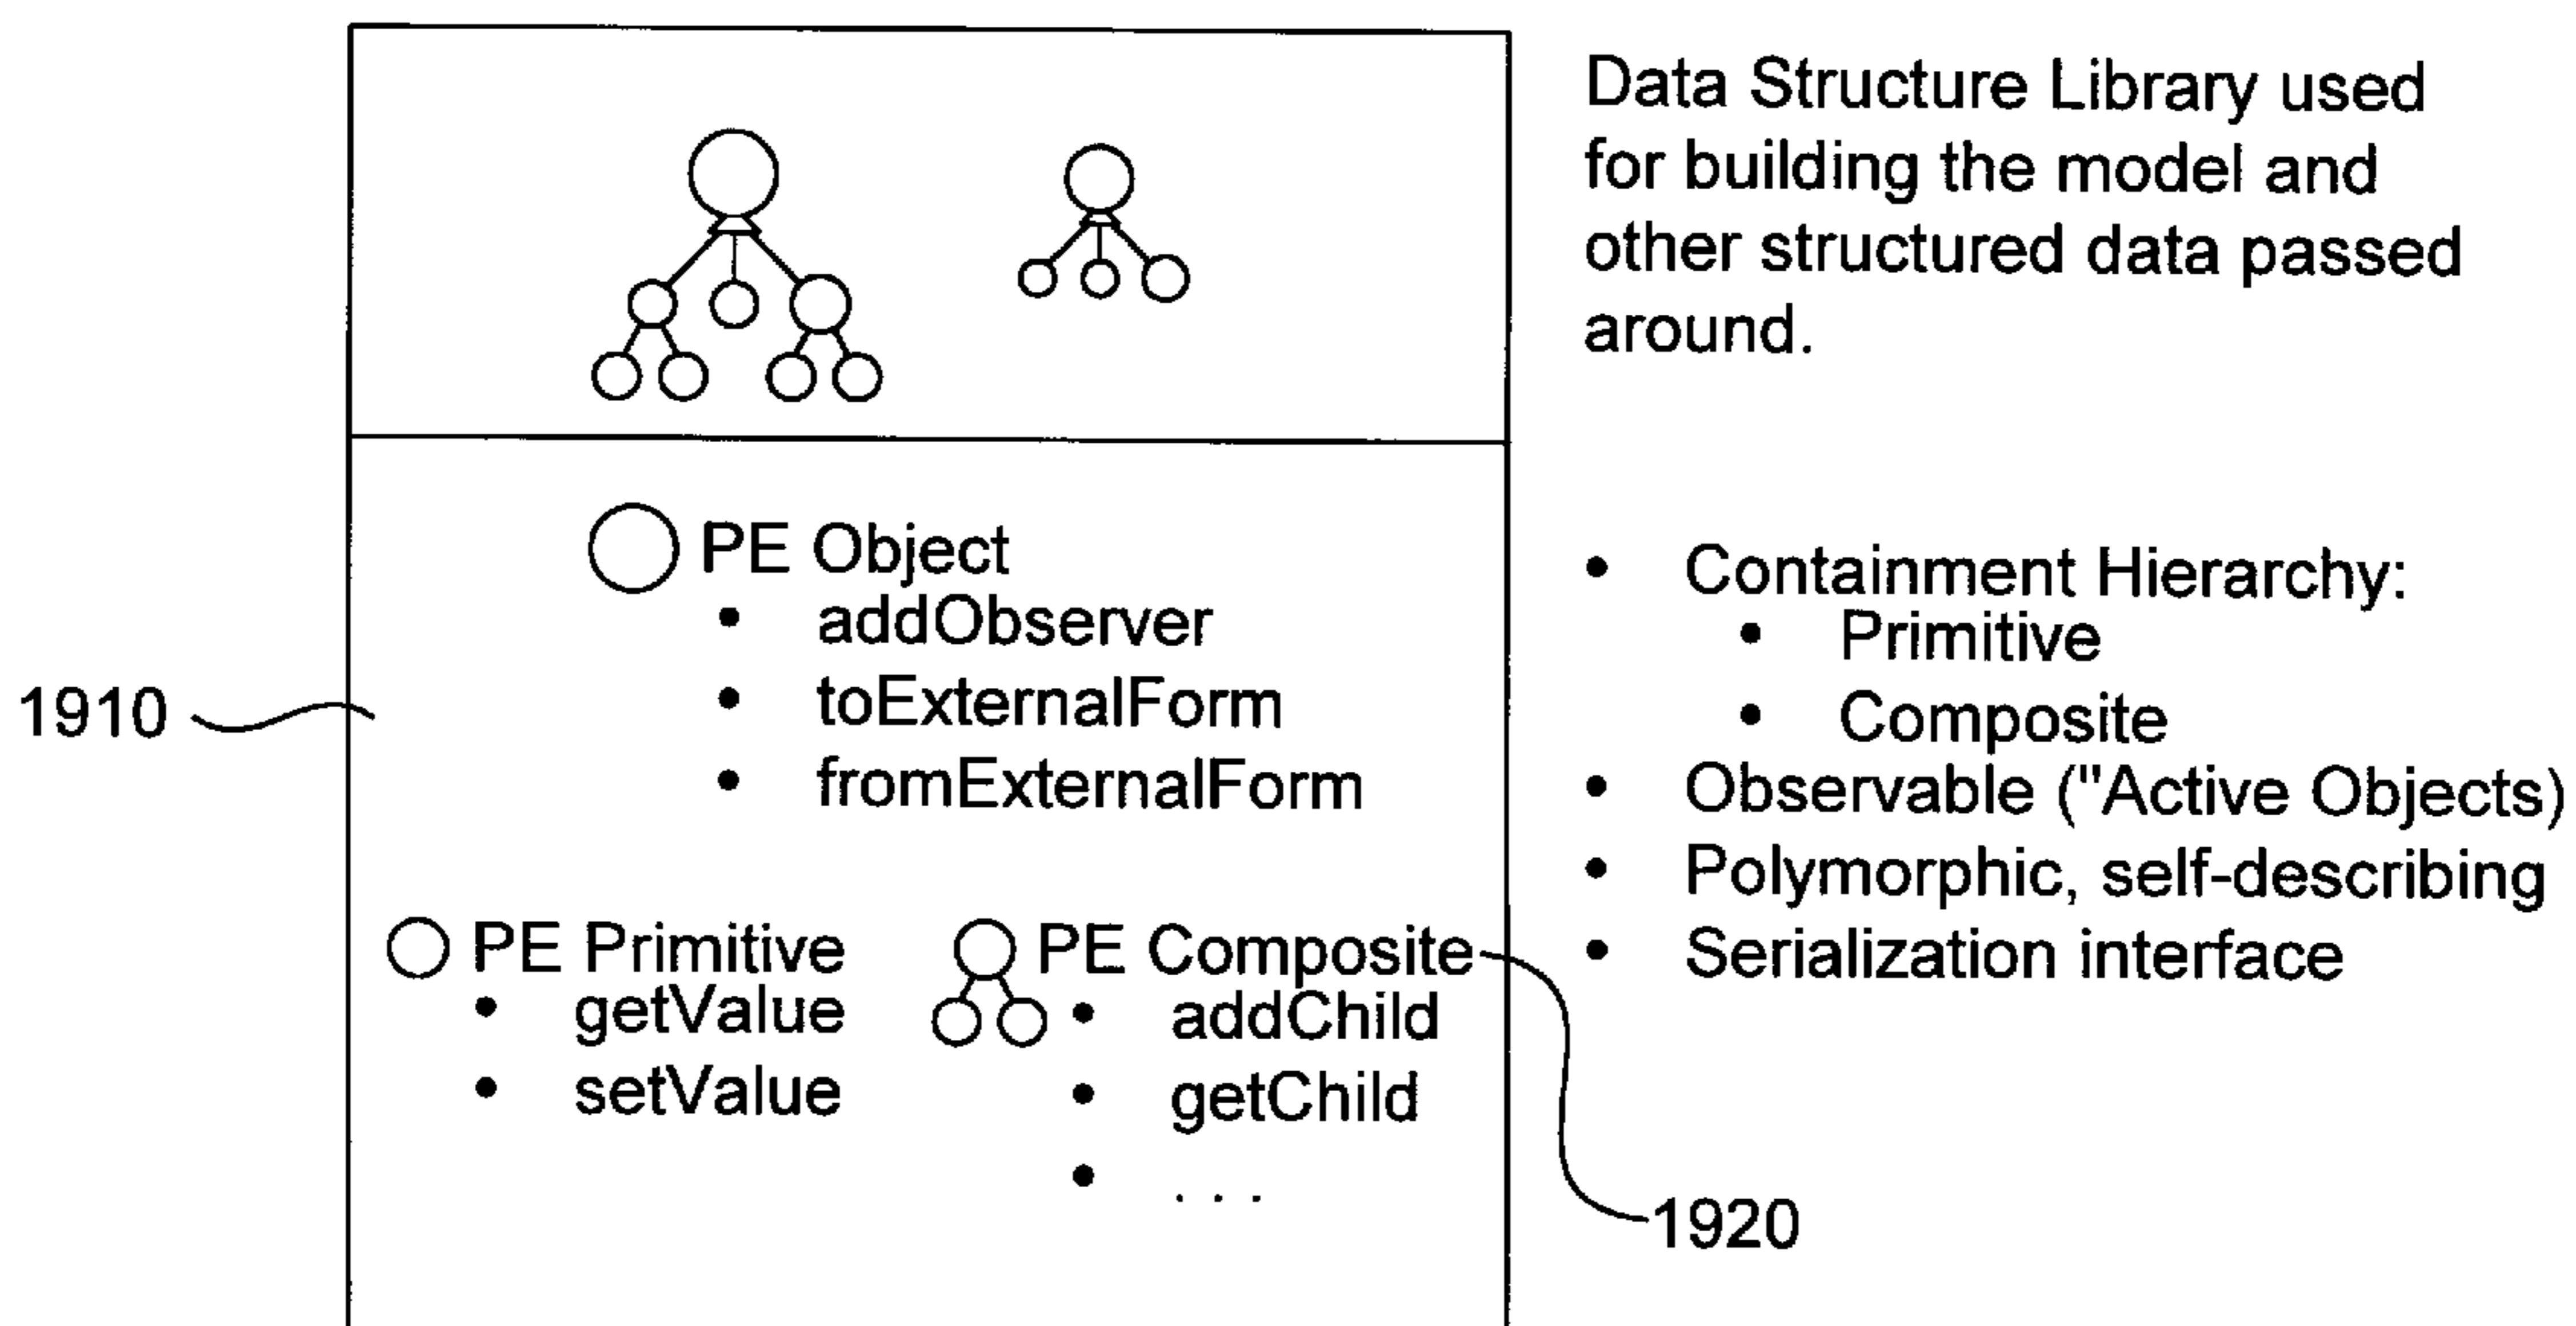 Data Structure Library used
for building the model and
other structured data passed
around.
PE Object
• addObserver
• toExternalForm
• fromExternalForm
1910
PE Primitive
• getValue
• setValue
PE Composite
• addChild
• getChild
• . . .
1920
• Containment Hierarchy:
• Primitive
• Composite
• Observable ("Active Objects)
• Polymorphic, self-describing
• Serialization interface